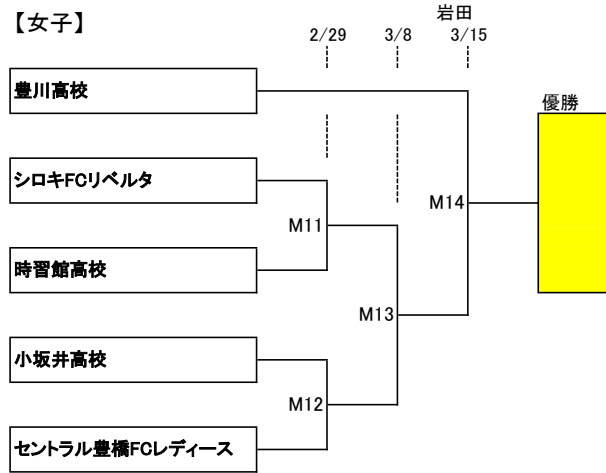 【女子】
岩田
2/29 3/8 3/15
豊川高校
優勝
シロキFCリベルタ
M14
M11
時習館高校
M13
小坂井高校
M12
セントラル豊橋FCレディース